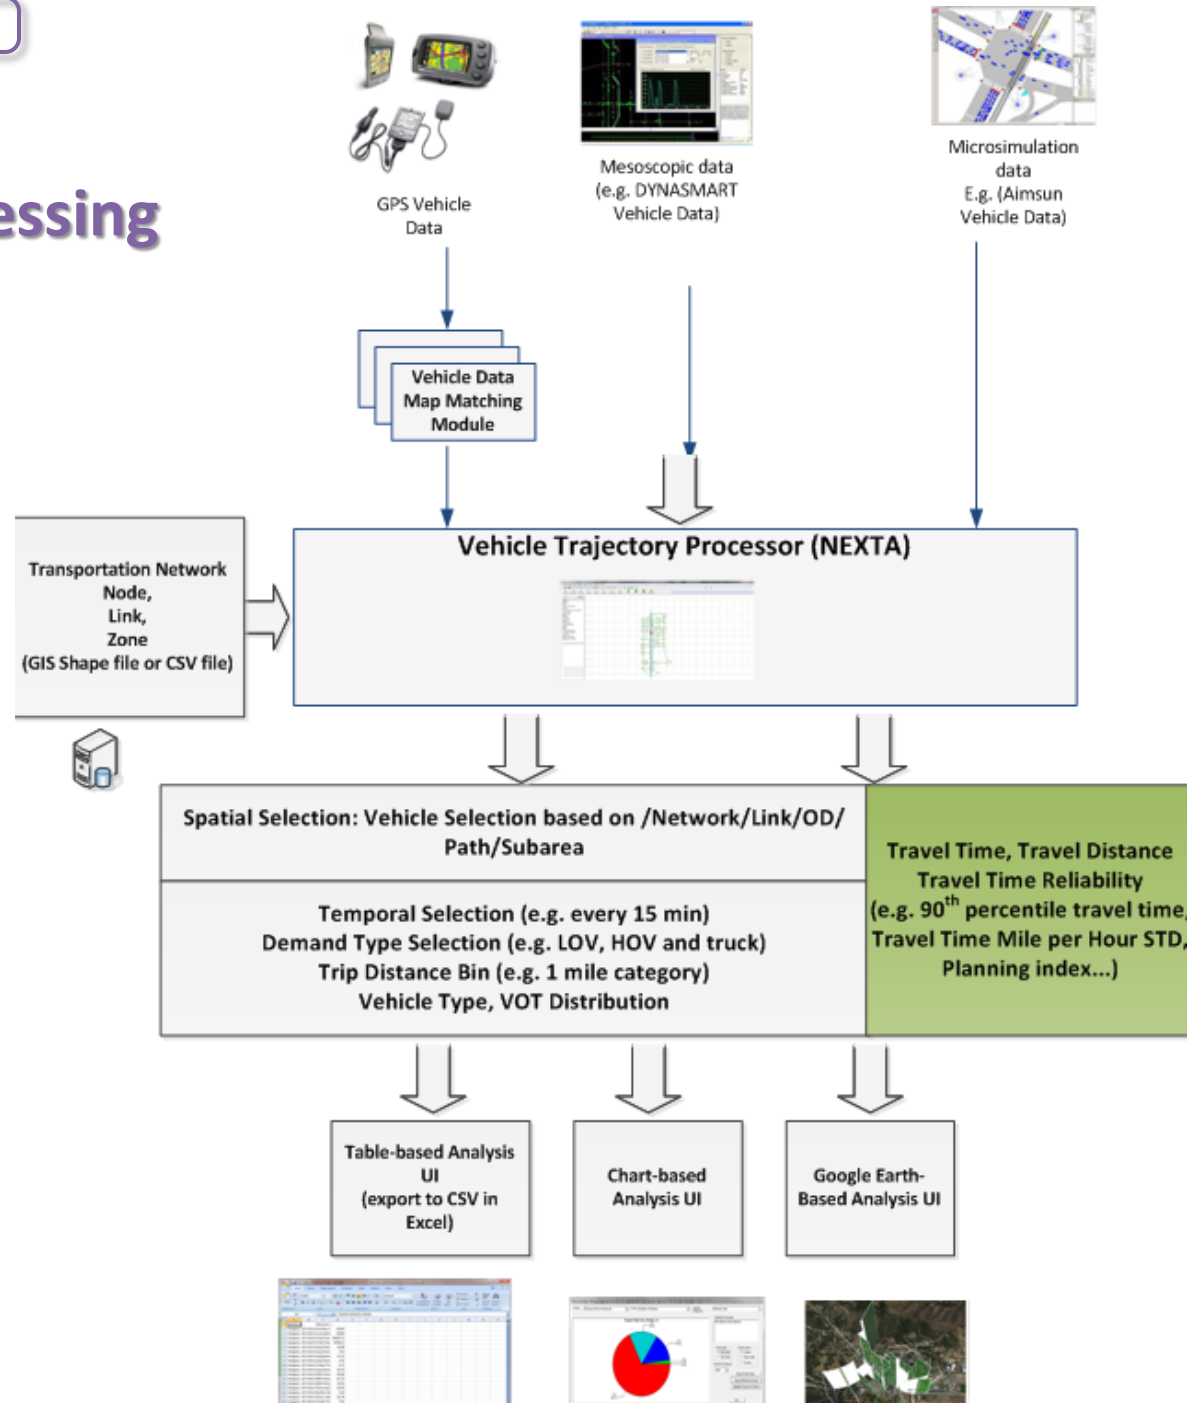 essing
GPS Vehicle
Data
Mesoscopic data
(e.g. DYNASMART
Vehicle Data)
Microsimulation
data
E.g. (Aimsun
Vehicle Data)
Vehicle Data
Map Matching
Module
Transportation Network
Node,
Link,
Zone
(GIS Shape file or CSV file)
Vehicle Trajectory Processor (NEXTA)
Spatial Selection: Vehicle Selection based on /Network/Link/OD/
Path/Subarea
Temporal Selection (e.g. every 15 min)
Demand Type Selection (e.g. LOV, HOV and truck)
Trip Distance Bin (e.g. 1 mile category)
Vehicle Type, VOT Distribution
Travel Time, Travel Distance
Travel Time Reliability
(e.g. 90th percentile travel time,
Travel Time Mile per Hour STD,
Planning index...)
Table-based Analysis
UI
(export to CSV in
Excel)
Chart-based
Analysis UI
Google Earth-
Based Analysis UI